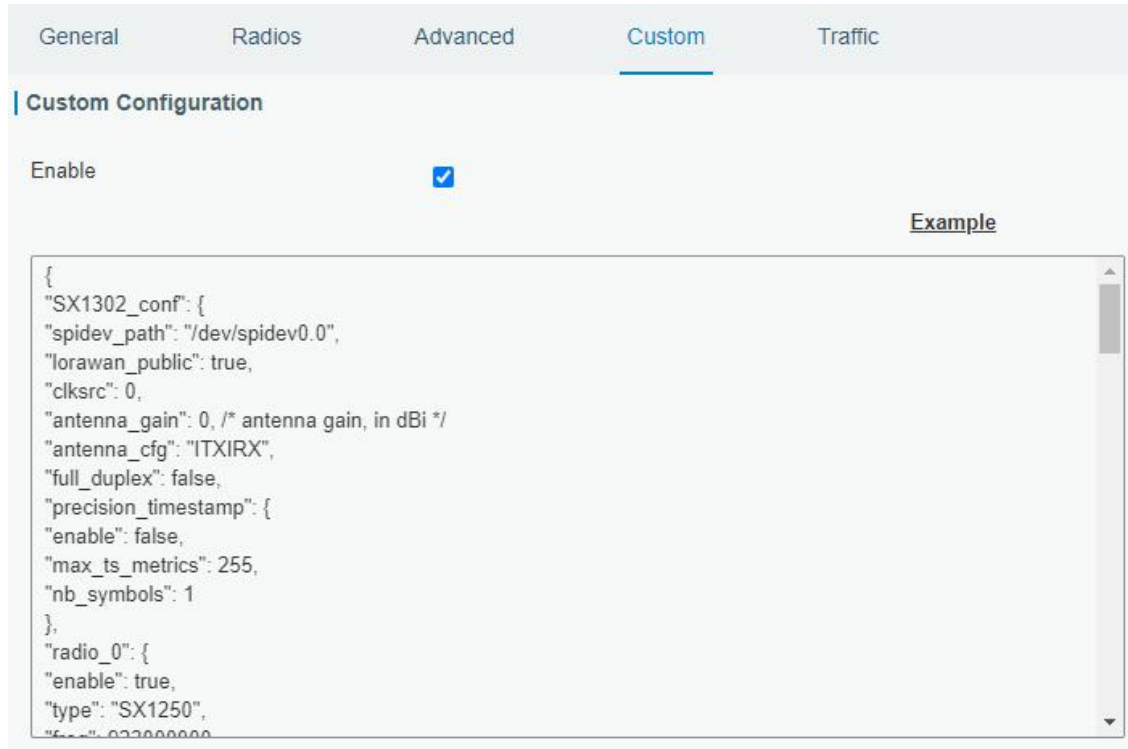 General Radios Advanced Custom Traffic
Custom Configuration
Enable
Example
{
"SX1302_conf": {
"spidev_path": "/dev/spidev0.0",
"lorawan_public": true,
"clksrc": 0,
"antenna_gain": 0, /* antenna gain, in dBi */
"antenna_cfg": "ITXIRX",
"full_duplex": false,
"precision_timestamp": {
"enable": false,
"max_ts_metrics": 255,
"nb_symbols": 1
},
"radio_0": {
"enable": true,
"type": "SX1250",